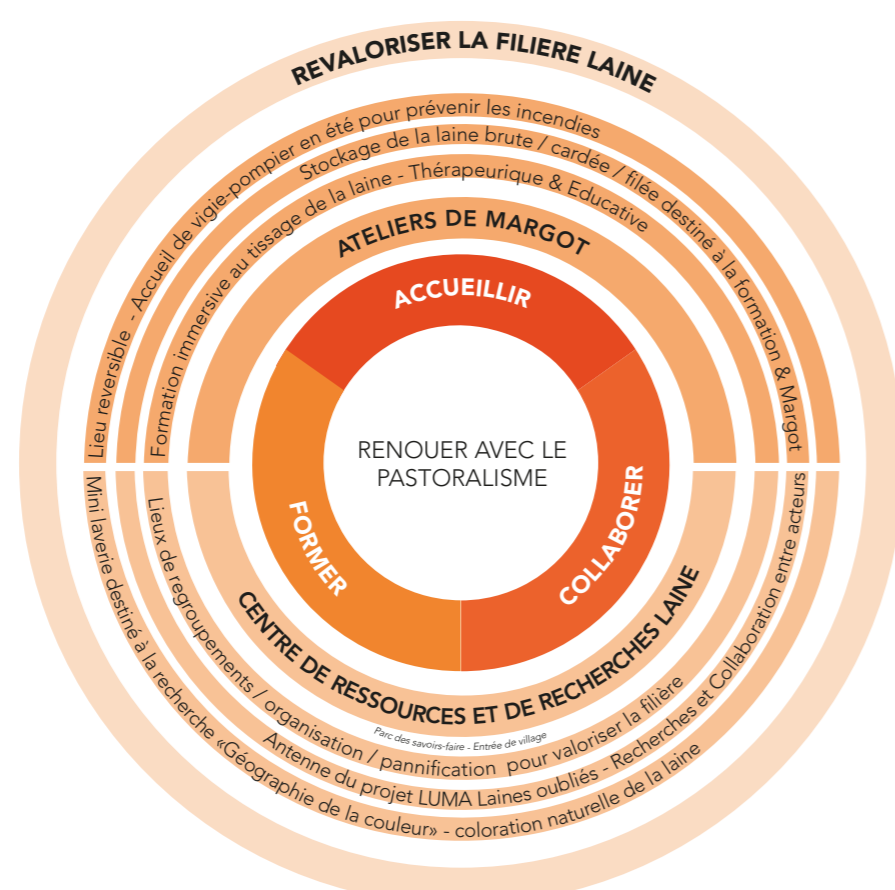 REVALORISER LA FILIERE LAINE
Lieu reversible - Accueil de vigie-pompier en été pour prévenir les incendies
Stockage de la laine brute / cardée / filée destiné à la formation & Margot
Formation immersive au tissage de la laine - Thérapeurique & Educative
ATELIERS DE MARGOT
ACCUEILLIR
RENOUER AVEC LE
PASTORALISME
FORMER
COLLABORER
CENTRE DE RESSOURCES ET DE RECHERCHES LAINE
Parc des savoirs-faire - Entrée de village
Lieux de regroupements / organisation / pannification pour valoriser la filière
Antenne du projet LUMA Laines oubliés - Recherches et Collaboration entre acteurs
Mini laverie destiné à la recherche «Géographie de la couleur» - coloration naturelle de la laine